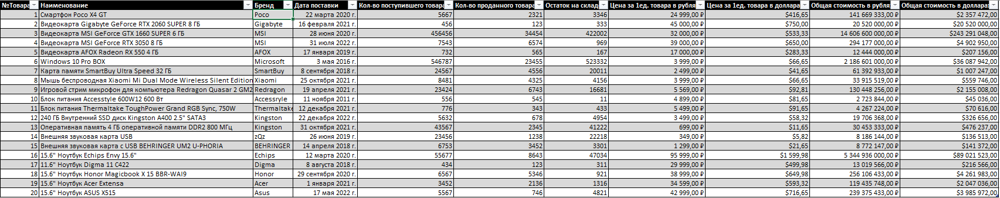 №Товара Наименование Бренд Дата поставки Кол-во поступившего товара Кол-во проданного товара Остаток на склад Цена за 1ед. товара в рубля Цена за 1ед. товара в доллара Общая стоимость в рубля Общая стоимость в доллара
1 Смартфон Poco X4 GT Poco 22 марта 2020 г. 5667 2321 3346 24 999,00 ₽ $416,65 141 669 333,00 ₽ $2 357 472,00
2 Видеокарта Gigabyte GeForce RTX 2060 SUPER 8 ГБ Gigabyte 16 февраля 2021 г. 456 123 333 45 000,00 ₽ $750,00 20 520 000,00 ₽ $20 520 000,00
3 Видеокарта MSI GeForce GTX 1660 SUPER 6 ГБ MSI 28 июня 2020 г. 456456 34454 422002 32 000,00 ₽ $533,33 14 606 600 000,00 ₽ $243 291 048,00
4 Видеокарта MSI GeForce RTX 3050 8 ГБ MSI 31 июля 2022 г. 7543 6574 969 39 000,00 ₽ $650,00 294 177 000,00 ₽ $4 902 950,00
5 Видеокарта AFOX Radeon RX 550 4 ГБ AFOX 17 января 2019 г. 732 565 167 17 000,00 ₽ $283,33 12 444 000,00 ₽ $207 156,00
6 Windows 10 Pro BOX Microsoft 3 мая 2016 г. 546787 23455 523332 3 999,00 ₽ $66,65 2 186 601 000,00 ₽ $36 087 942,00
7 Карта памяти SmartBuy Ultra Speed 32 ГБ SmartBuy 8 сентября 2018 г. 24567 4556 20011 2 499,00 ₽ $41,65 61 392 933,00 ₽ $1 007 247,00
8 Мышь беспроводная Xiaomi Mi Dual Mode Wireless Silent Edition Xiaomi 25 октября 2021 г. 8481 4325 4156 3 999,00 ₽ $66,65 33 915 519,00 ₽ $559 746,00
9 Игровой стрим микрофон для компьютера Redragon Quasar 2 GM2 Redragon 19 апреля 2021 г. 23424 6743 16681 5 569,00 ₽ $92,81 130 448 256,00 ₽ $2 155 008,00
10 Блок питания Accesstyle 600W12 600 Вт Accessryle 11 ноября 2011 г. 556 545 11 4 899,00 ₽ $81,65 2 723 844,00 ₽ $45 036,00
11 Блок питания Thermaltake ToughPower Grand RGB Sync, 750W Thermaltake 12 декабря 2021 г. 776 343 433 5 499,00 ₽ $91,65 4 267 224,00 ₽ $70 616,00
12 240 ГБ Внутренний SSD диск Kingston A400 2.5" SATA3 Kingston 22 декабря 2022 г. 5632 678 4954 3 499,00 ₽ $58,32 19 706 368,00 ₽ $326 656,00
13 Оперативная память 4 ГБ оперативной памяти DDR2 800 МГц Kingston 31 октября 2021 г. 43567 2345 41222 699,00 ₽ $11,65 30 453 333,00 ₽ $476 237,00
14 Внешняя звуковая карта USB zQz 26 июня 2019 г. 23456 1238 22218 349,00 ₽ $5,82 8 186 144,00 ₽ $136 513,00
15 Внешняя звуковая карта с USB BEHRINGER UM2 U-PHORIA BEHRINGER 14 апреля 2018 г. 6753 3452 3301 1 299,00 ₽ $21,65 8 772 147,00 ₽ $141 372,00
16 15.6" Ноутбук Echips Envy 15.6" Echips 12 марта 2020 г. 55677 8643 47034 95 999,00 ₽ $1 599,98 5 344 936 000,00 ₽ $89 021 523,00
17 11.6" Ноутбук Digma 11 C422 Digma 8 августа 2018 г. 434 123 311 29 999,00 ₽ $499,98 13 019 566,00 ₽ $216 566,00
18 15.6" Ноутбук Honor Magicbook X 15 BBR-WAI9 Honor 29 сентября 2020 г. 6567 5346 921 38 999,00 ₽ $649,98 256 106 433,00 ₽ $4 261 983,00
19 15.6" Ноутбук Acer Extensa Acer 1 января 2021 г. 3452 2136 1316 34 599,00 ₽ $593,32 119 435 748,00 ₽ $2 047 036,00
20 15.6" Ноутбук ASUS X515 Asus 17 мая 2022 г. 5567 746 4821 42 999,00 ₽ $716,65 239 375 433,00 ₽ $3 985 972,00